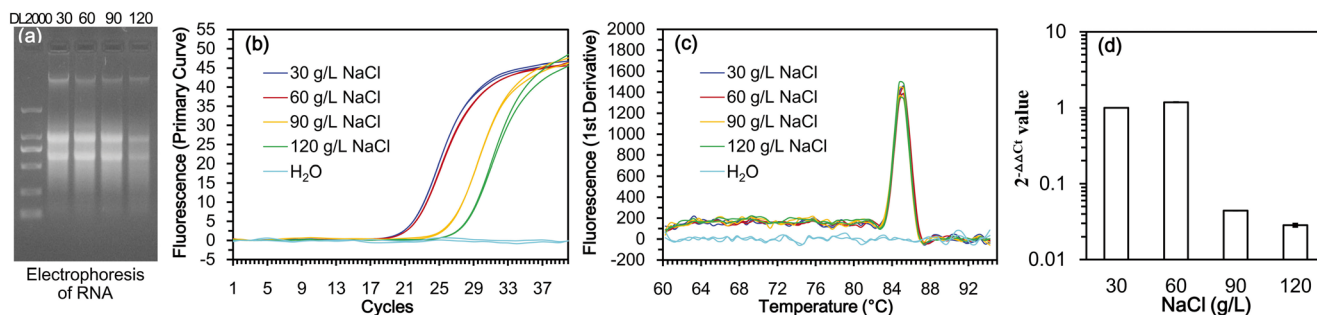 DL2000 30 60 90 120
(a)
Electrophoresis
of RNA
(b)
Fluorescence (Primary Curve)
55
50
45
40
35
30
25
20
15
10
5
0
-5
30 g/L NaCl
60 g/L NaCl
90 g/L NaCl
120 g/L NaCl
H₂O
1 5 9 13 17 21 25 29 33 37
Cycles
(c)
Fluorescence (1st Derivative)
2000
1800
1600
1400
1200
1000
800
600
400
200
0
-200
30 g/L NaCl
60 g/L NaCl
90 g/L NaCl
120 g/L NaCl
H₂O
60 64 68 72 76 80 84 88 92
Temperature (°C)
(d)
2⁻ΔΔCt value
10
1
0.1
0.01
30 60 90 120
NaCl (g/L)